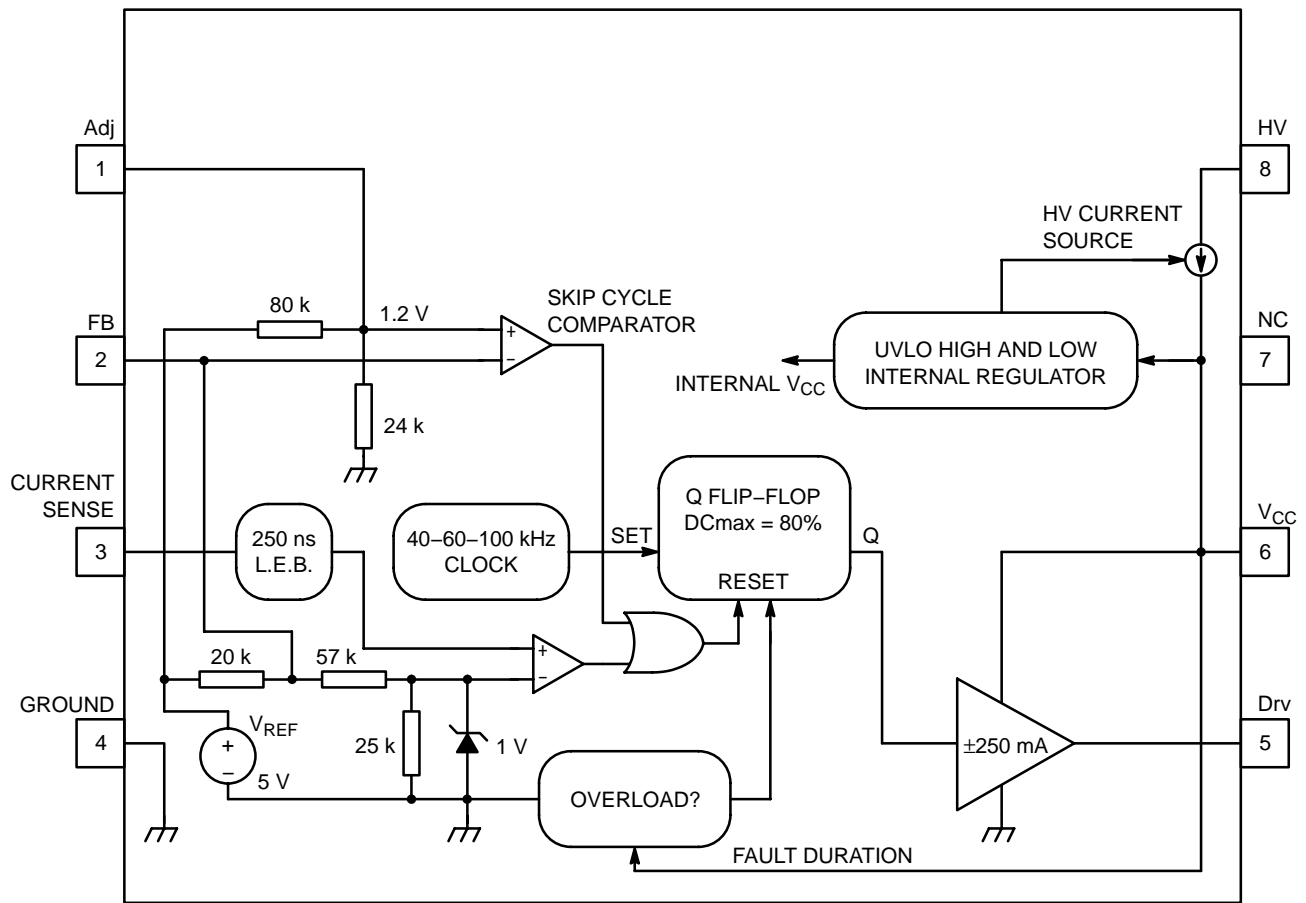 Adj
1
HV
8
HV CURRENT
SOURCE
80 k
1.2 V
SKIP CYCLE
COMPARATOR
+
−
FB
2
NC
7
UVLO HIGH AND LOW
INTERNAL REGULATOR
INTERNAL VCC
24 k
CURRENT
SENSE
3
250 ns
L.E.B.
40−60−100 kHz
CLOCK
SET
Q FLIP−FLOP
DCmax = 80%
RESET
Q
VCC
6
20 k
57 k
+
−
GROUND
4
VREF
+
−
5 V
25 k
1 V
±250 mA
Drv
5
OVERLOAD?
FAULT DURATION